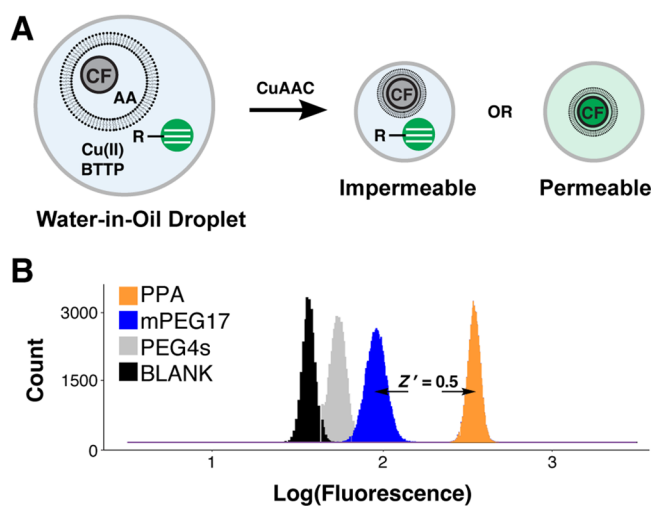 A
CF
AA
R
Cu(II)
BTTP
Water-in-Oil Droplet
CuAAC
CF
R
Impermeable
OR
CF
Permeable
B
PPA
mPEG17
PEG4s
BLANK
Z' = 0.5
Count
3000
1500
0
1 2 3
Log(Fluorescence)